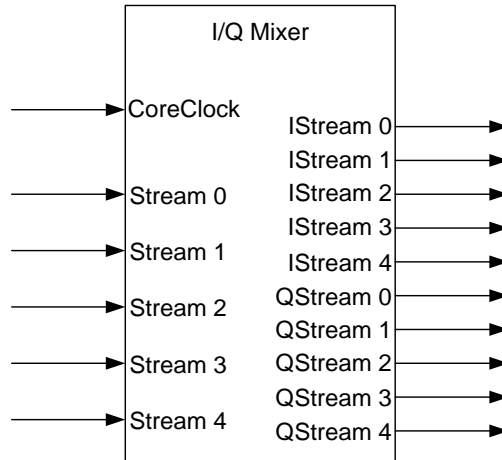 I/Q Mixer
CoreClock
Stream 0
Stream 1
Stream 2
Stream 3
Stream 4
IStream 0
IStream 1
IStream 2
IStream 3
IStream 4
QStream 0
QStream 1
QStream 2
QStream 3
QStream 4